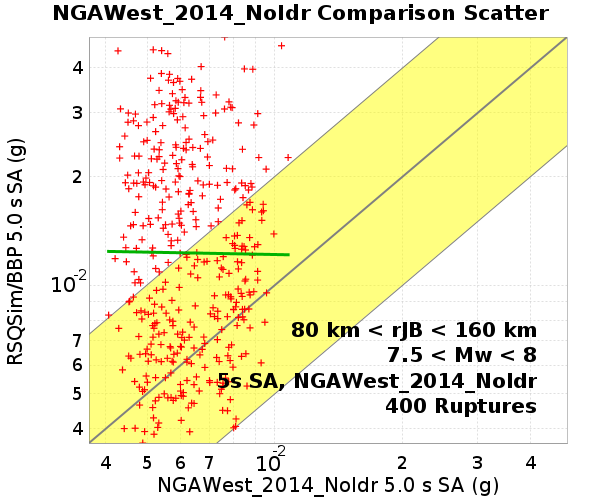 NGAWest_2014_NoIdr Comparison Scatter
RSQSim/BBP 5.0 s SA (g)
4
3
2
10-2
7
6
5
4
80 km < rJB < 160 km
7.5 < Mw < 8
5s SA, NGAWest_2014_NoIdr
400 Ruptures
4 5 6 7 10-2 2 3 4
NGAWest_2014_NoIdr 5.0 s SA (g)